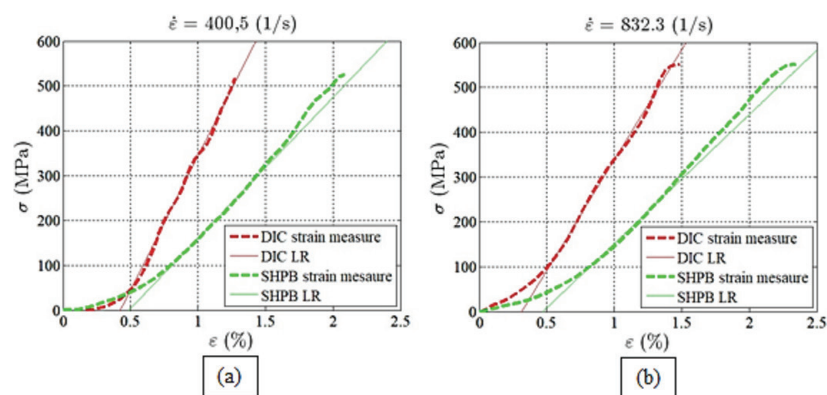 ε̇ = 400,5 (1/s)
600
500
400
300
200
100
0
σ (MPa)
DIC strain measure
DIC LR
SHPB strain mesaure
SHPB LR
0
0.5
1
1.5
2
2.5
ε (%)
(a)
ε̇ = 832.3 (1/s)
600
500
400
300
200
100
0
σ (MPa)
DIC strain measure
DIC LR
SHPB strain mesaure
SHPB LR
0
0.5
1
1.5
2
2.5
ε (%)
(b)